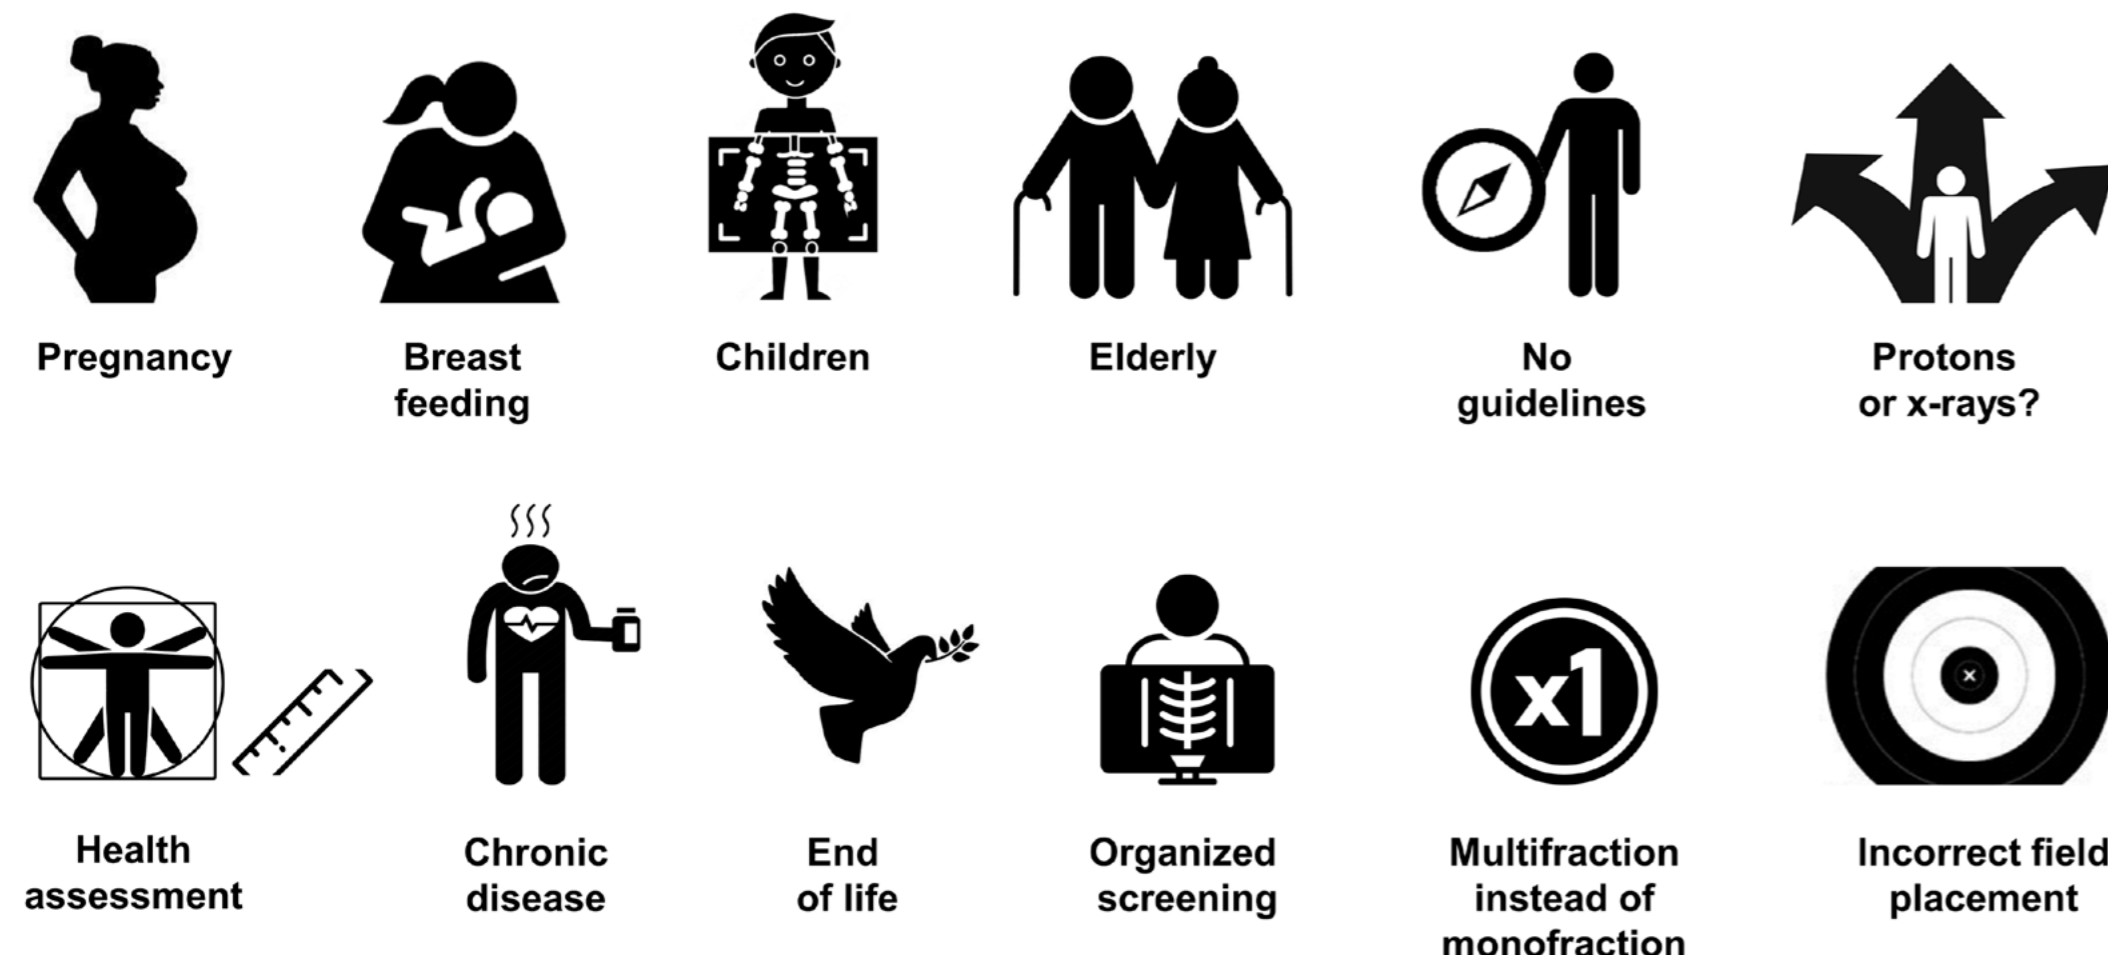 Pregnancy
Breast
feeding
Children
Elderly
No
guidelines
Protons
or x-rays?
Health
assessment
Chronic
disease
End
of life
Organized
screening
x1
Multifraction
instead of
monofraction
Incorrect field
placement